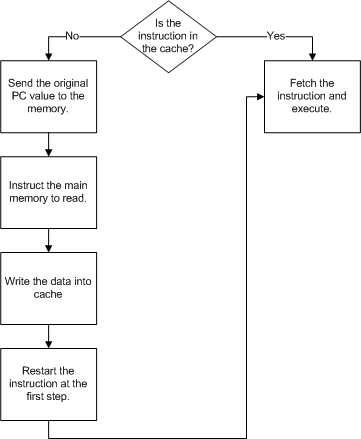 Is the
instruction in
the cache?
No
Yes
Send the original
PC value to the
memory.
Fetch the
instruction and
execute.
Instruct the main
memory to read.
Write the data into
cache
Restart the
instruction at the
first step.